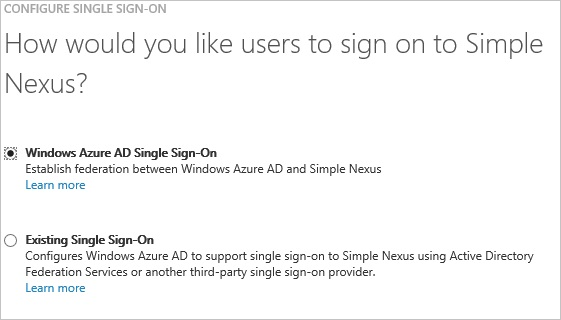 CONFIGURE SINGLE SIGN-ON
How would you like users to sign on to Simple
Nexus?
Windows Azure AD Single Sign-On
Establish federation between Windows Azure AD and Simple Nexus
Learn more
Existing Single Sign-On
Configures Windows Azure AD to support single sign-on to Simple Nexus using Active Directory
Federation Services or another third-party single sign-on provider.
Learn more